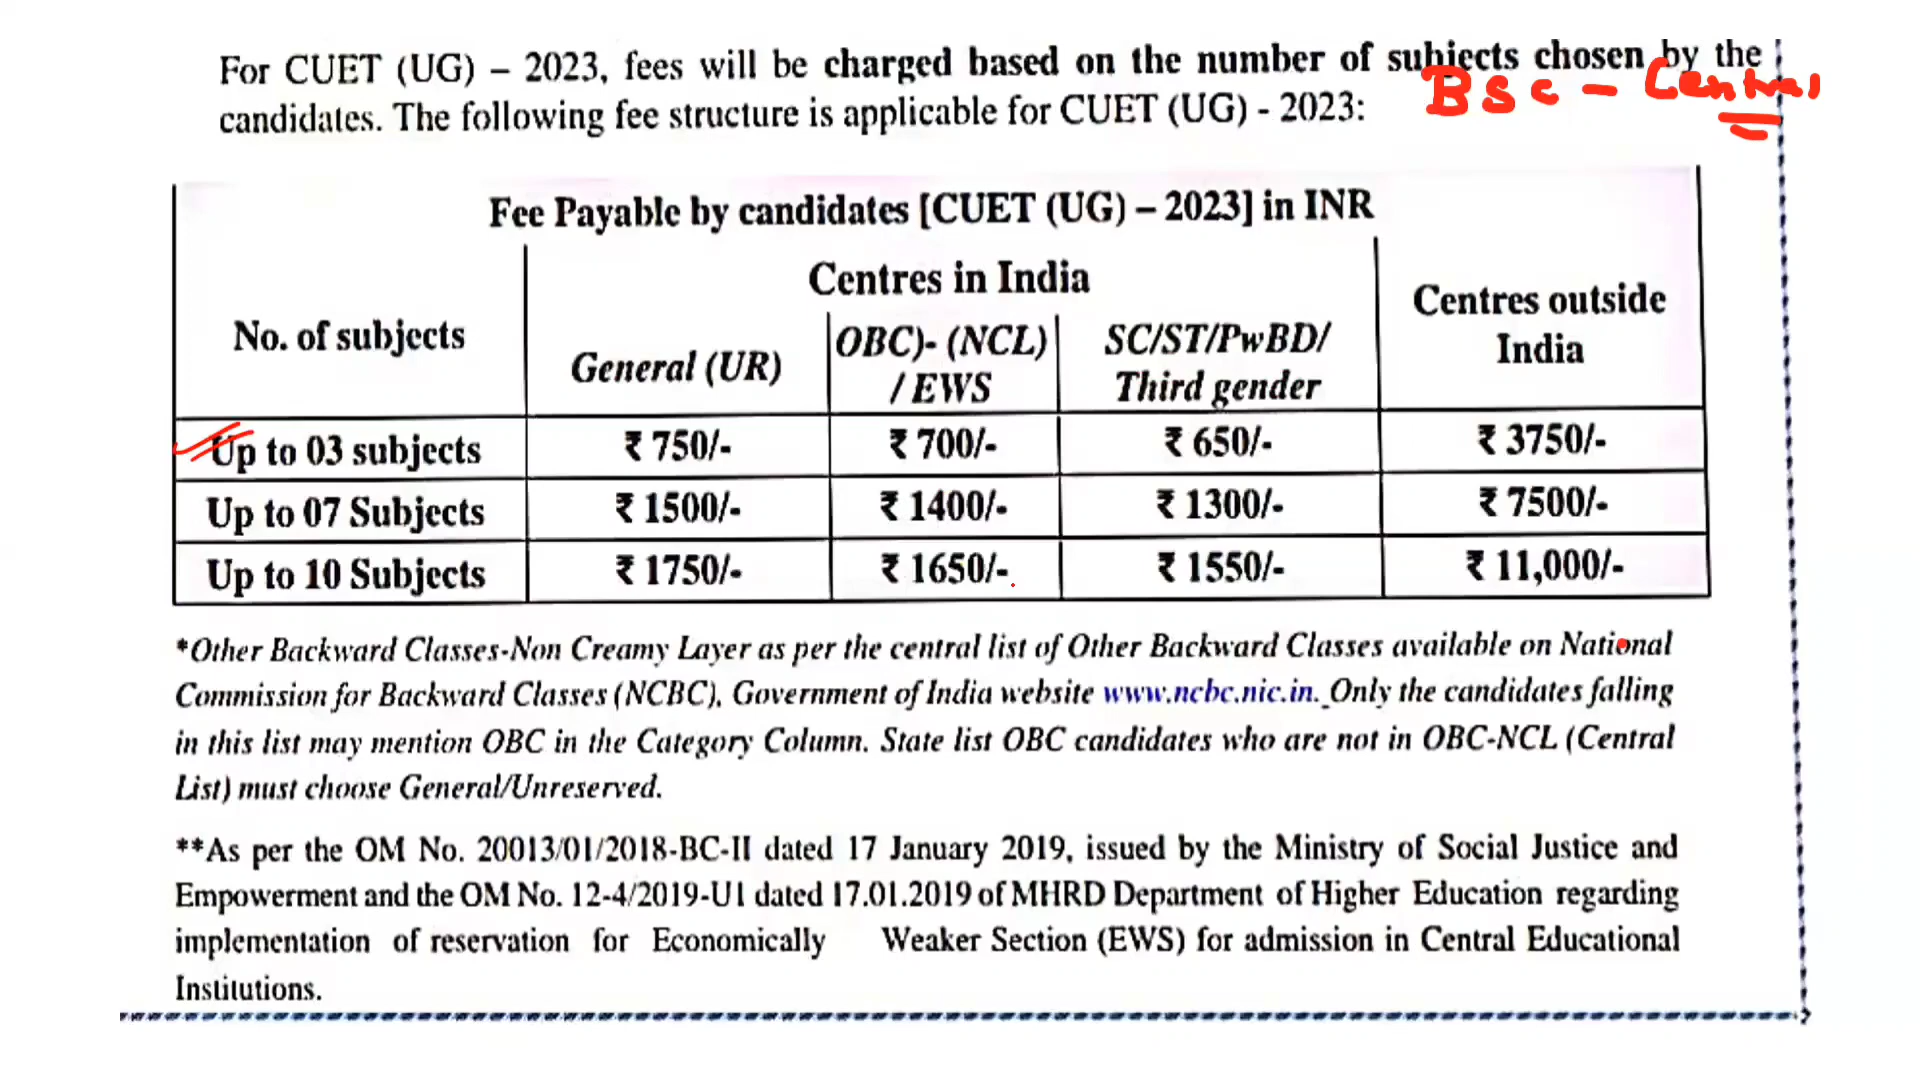 For CUET (UG) – 2023, fees will be charged based on the number of subjects chosen by the
BSc - Central
candidates. The following fee structure is applicable for CUET (UG) - 2023:
Fee Payable by candidates [CUET (UG) – 2023] in INR
No. of subjects
Centres in India
Centres outside India
General (UR)
OBC)- (NCL) / EWS
SC/ST/PwBD/ Third gender
Up to 03 subjects ₹ 750/- ₹ 700/- ₹ 650/- ₹ 3750/-
Up to 07 Subjects ₹ 1500/- ₹ 1400/- ₹ 1300/- ₹ 7500/-
Up to 10 Subjects ₹ 1750/- ₹ 1650/- ₹ 1550/- ₹ 11,000/-
*Other Backward Classes-Non Creamy Layer as per the central list of Other Backward Classes available on National
Commission for Backward Classes (NCBC), Government of India website www.ncbc.nic.in. Only the candidates falling
in this list may mention OBC in the Category Column. State list OBC candidates who are not in OBC-NCL (Central
List) must choose General/Unreserved.
**As per the OM No. 20013/01/2018-BC-II dated 17 January 2019, issued by the Ministry of Social Justice and
Empowerment and the OM No. 12-4/2019-U1 dated 17.01.2019 of MHRD Department of Higher Education regarding
implementation of reservation for Economically Weaker Section (EWS) for admission in Central Educational
Institutions.